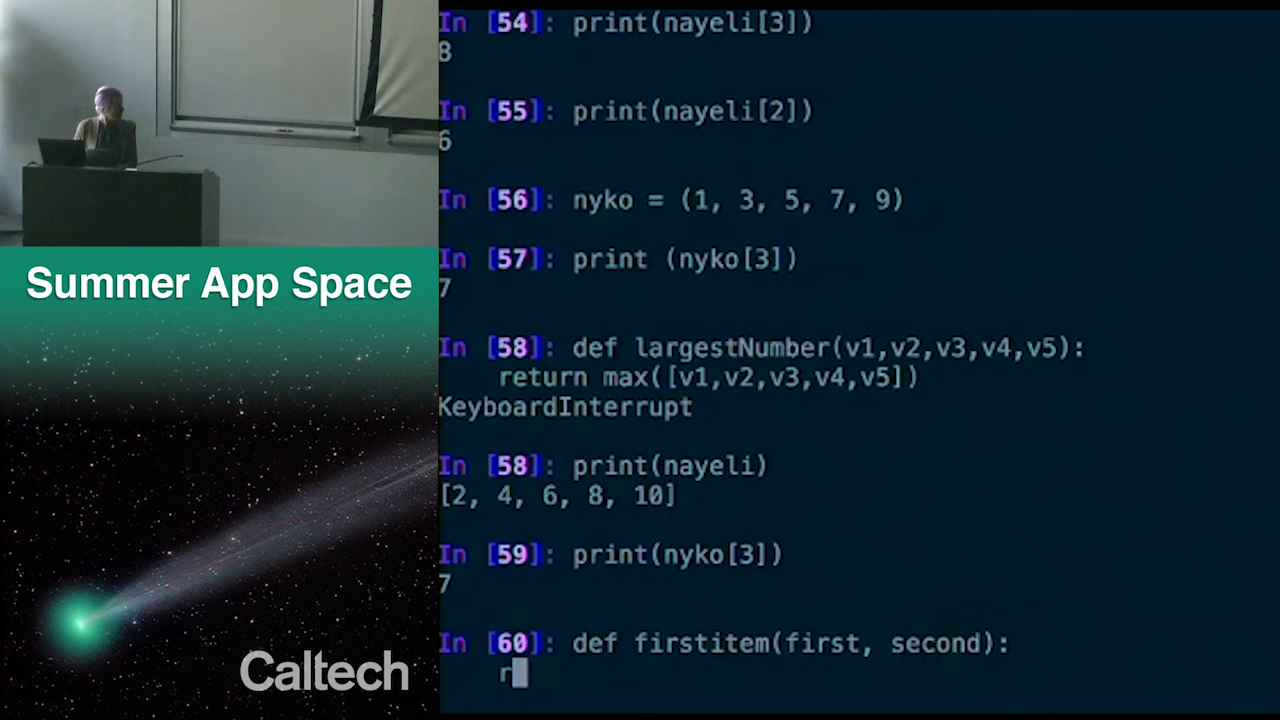 Summer App Space
Caltech
In [54]: print(nayeli[3])
8
In [55]: print(nayeli[2])
6
In [56]: nyko = (1, 3, 5, 7, 9)
In [57]: print (nyko[3])
7
In [58]: def largestNumber(v1,v2,v3,v4,v5):
return max([v1,v2,v3,v4,v5])
KeyboardInterrupt
In [58]: print(nayeli)
[2, 4, 6, 8, 10]
In [59]: print(nyko[3])
7
In [60]: def firstitem(first, second):
r